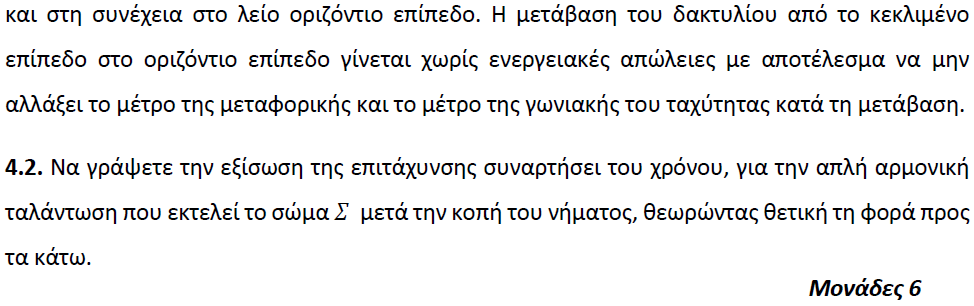 και στη συνέχεια στο λείο οριζόντιο επίπεδο. Η μετάβαση του δακτυλίου από το κεκλιμένο
επίπεδο στο οριζόντιο επίπεδο γίνεται χωρίς ενεργειακές απώλειες με αποτέλεσμα να μην
αλλάξει το μέτρο της μεταφορικής και το μέτρο της γωνιακής του ταχύτητας κατά τη μετάβαση.
4.2. Να γράψετε την εξίσωση της επιτάχυνσης συναρτήσει του χρόνου, για την απλή αρμονική
ταλάντωση που εκτελεί το σώμα Σ μετά την κοπή του νήματος, θεωρώντας θετική τη φορά προς
τα κάτω.
Μονάδες 6